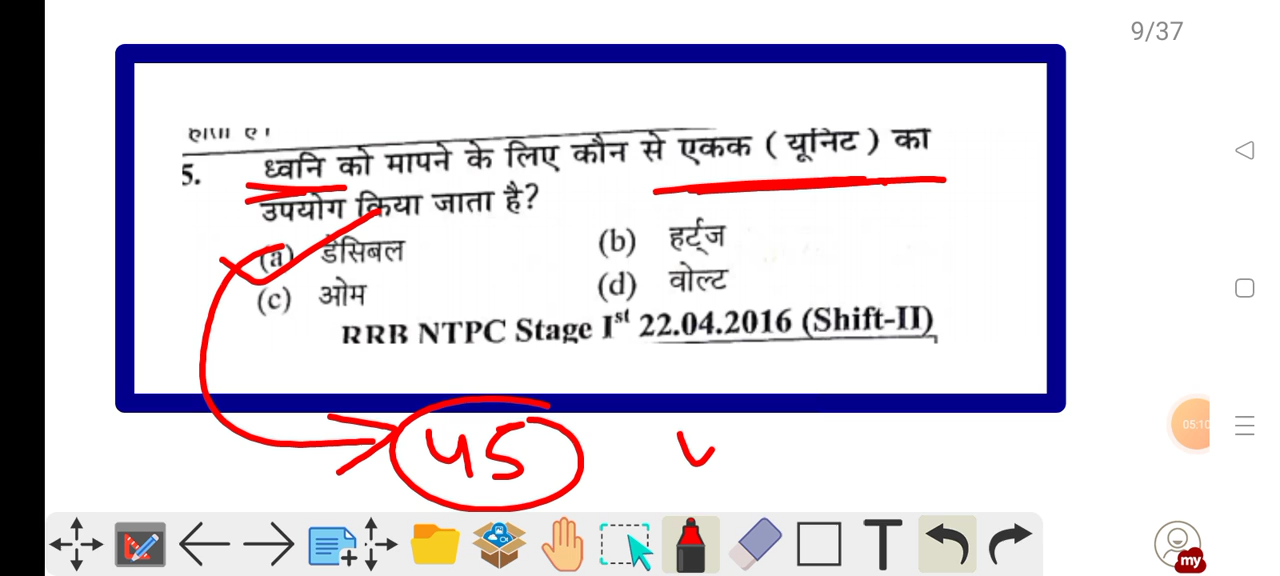 9/37
5. ध्वनि को मापने के लिए कौन से एकक ( यूनिट ) का
उपयोग किया जाता है?
(a) डेसिबल (b) हर्ट्ज
(c) ओम (d) वोल्ट
RRB NTPC Stage Ist 22.04.2016 (Shift-II)
45
05:10
T
my